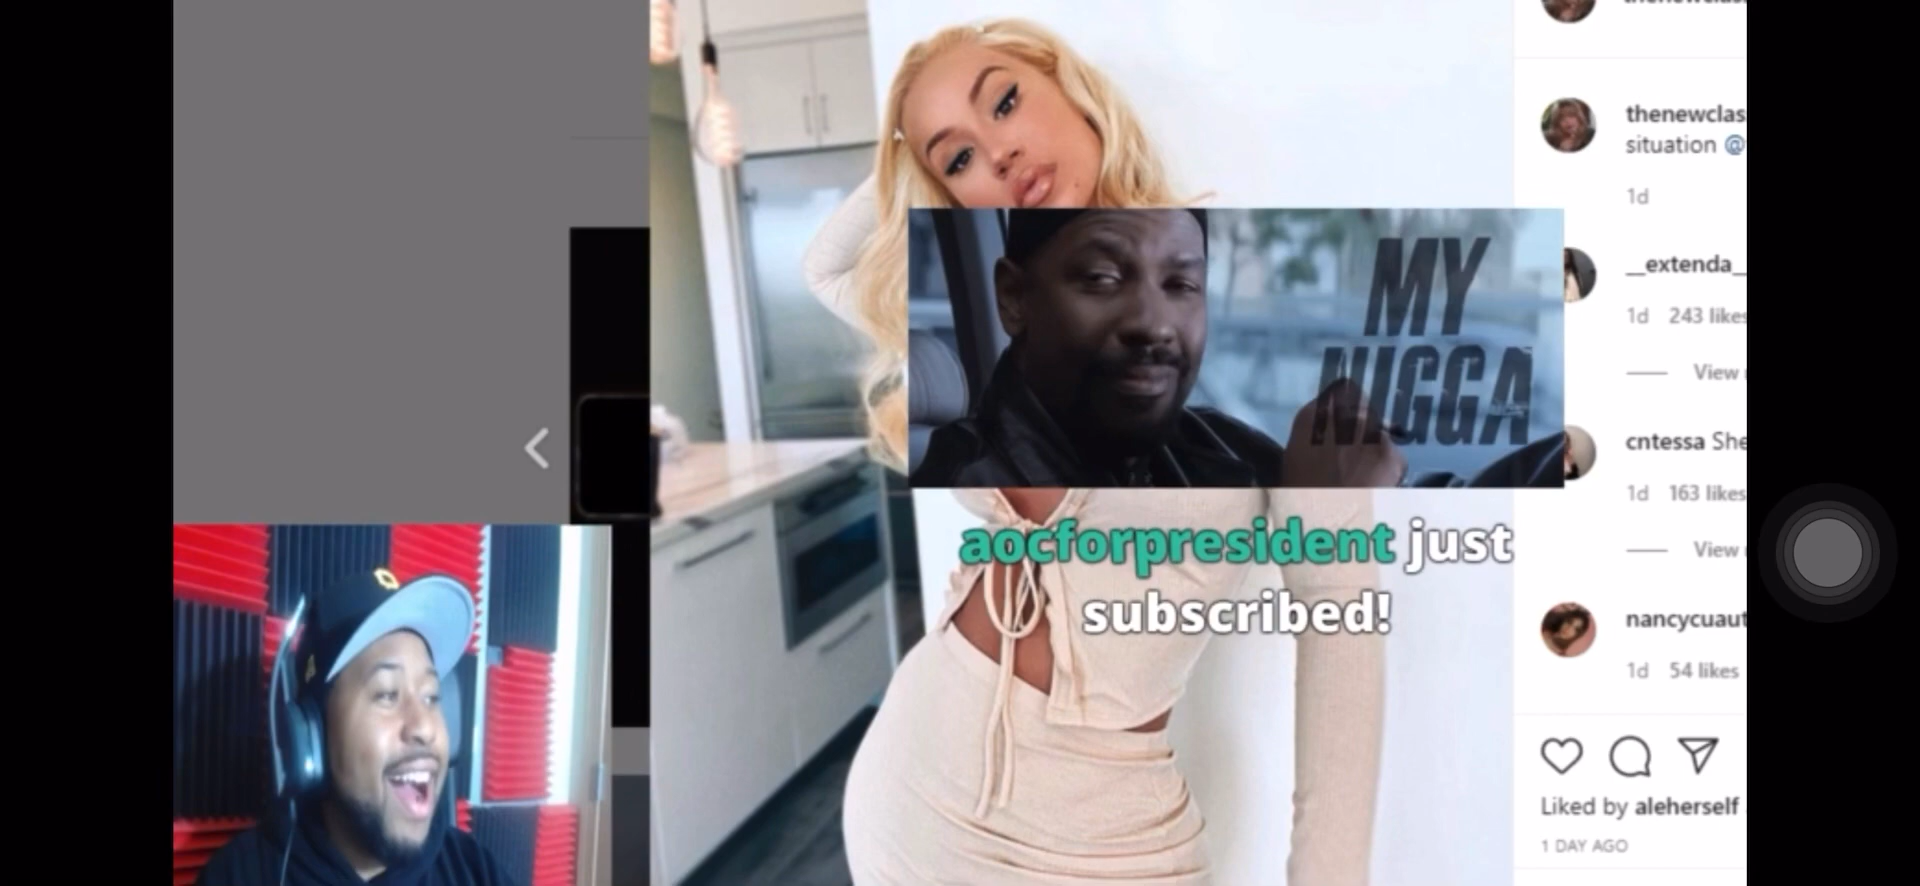 thenewclas
situation @
1d
__extenda_
1d 243 likes
View
cntessa She
1d 163 likes
View
nancycuaut
1d 54 likes
Liked by aleherself
1 DAY AGO
MY
NIGGA
aocforpresident just
subscribed!